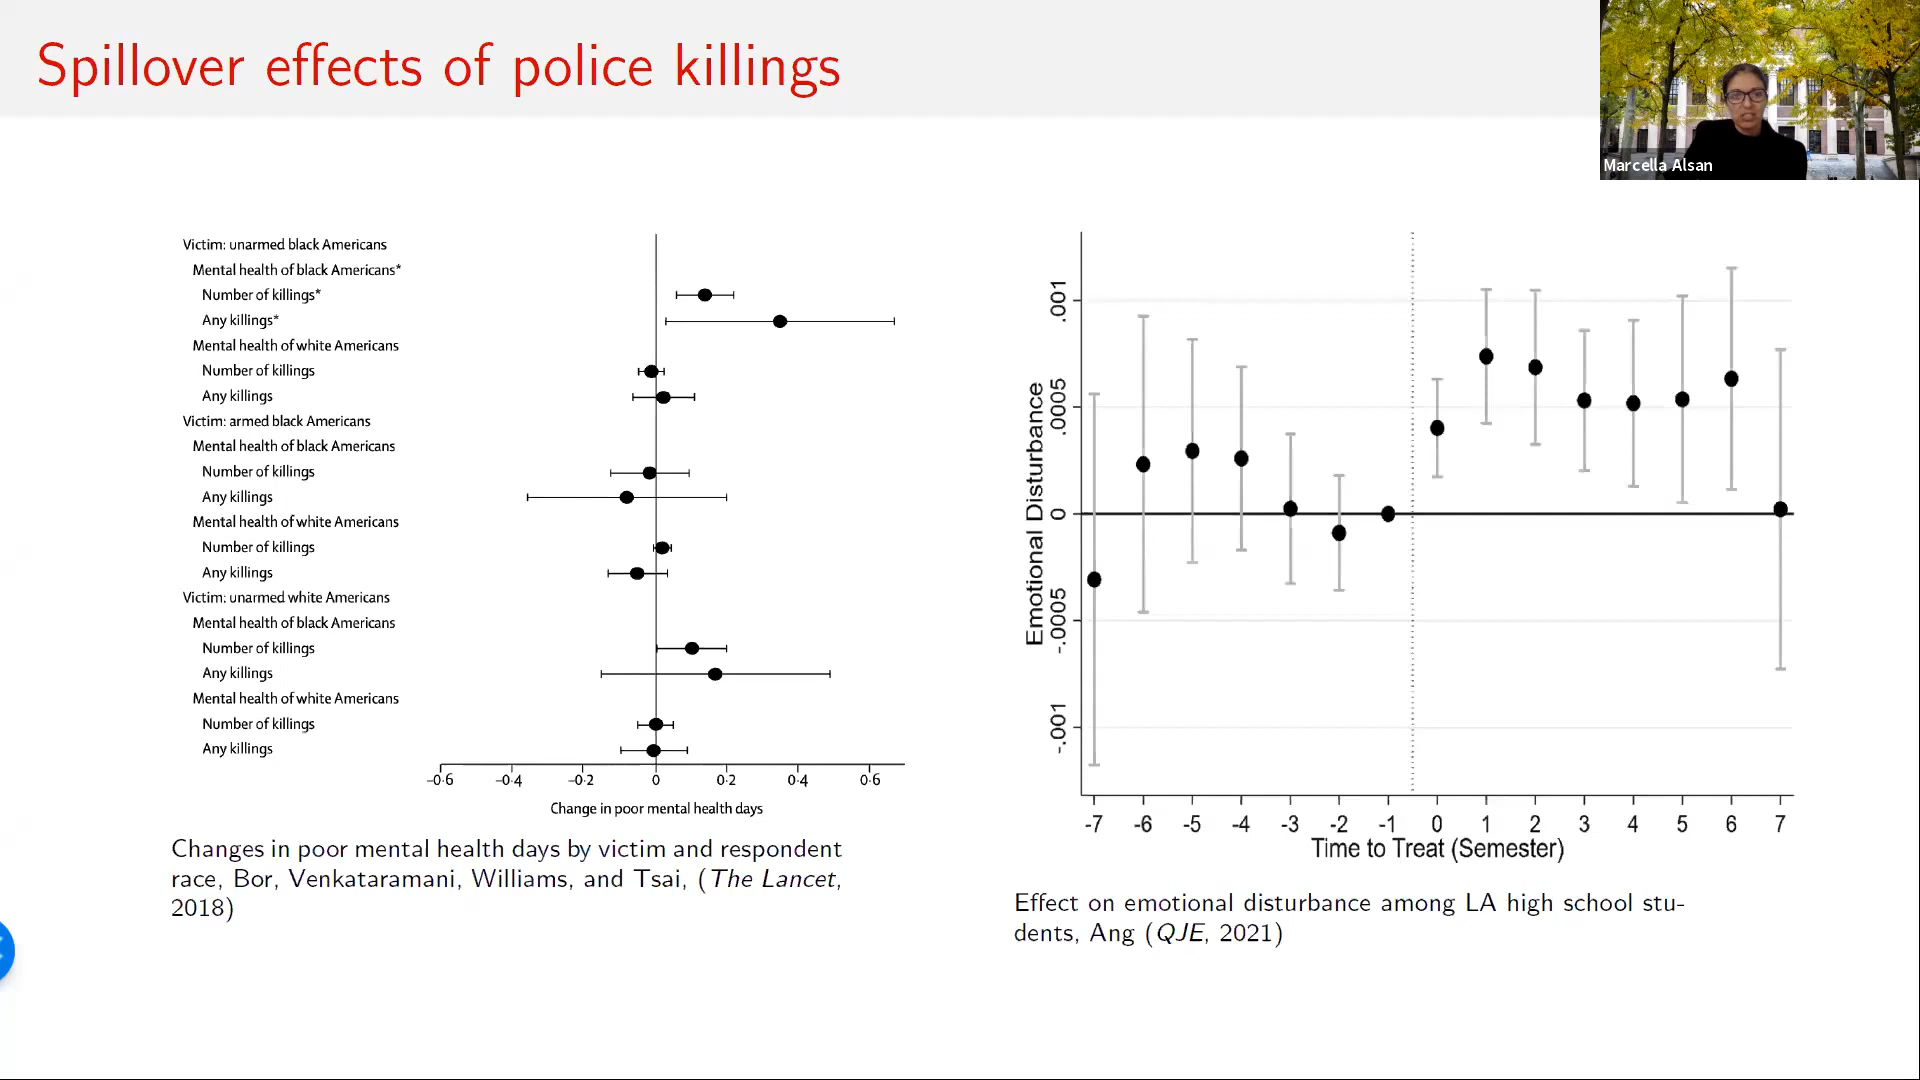 Spillover effects of police killings
Marcella Alsan
Victim: unarmed black Americans
Mental health of black Americans*
Number of killings*
Any killings*
Mental health of white Americans
Number of killings
Any killings
Victim: armed black Americans
Mental health of black Americans
Number of killings
Any killings
Mental health of white Americans
Number of killings
Any killings
Victim: unarmed white Americans
Mental health of black Americans
Number of killings
Any killings
Mental health of white Americans
Number of killings
Any killings
–0·6 –0·4 –0·2 0 0·2 0·4 0·6
Change in poor mental health days
Changes in poor mental health days by victim and respondent
race, Bor, Venkataramani, Williams, and Tsai, (The Lancet,
2018)
Emotional Disturbance
.001
.0005
0
-.0005
-.001
-7 -6 -5 -4 -3 -2 -1 0 1 2 3 4 5 6 7
Time to Treat (Semester)
Effect on emotional disturbance among LA high school stu-
dents, Ang (QJE, 2021)